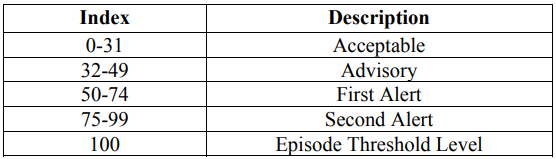 Index Description
0-31 Acceptable
32-49 Advisory
50-74 First Alert
75-99 Second Alert
100 Episode Threshold Level